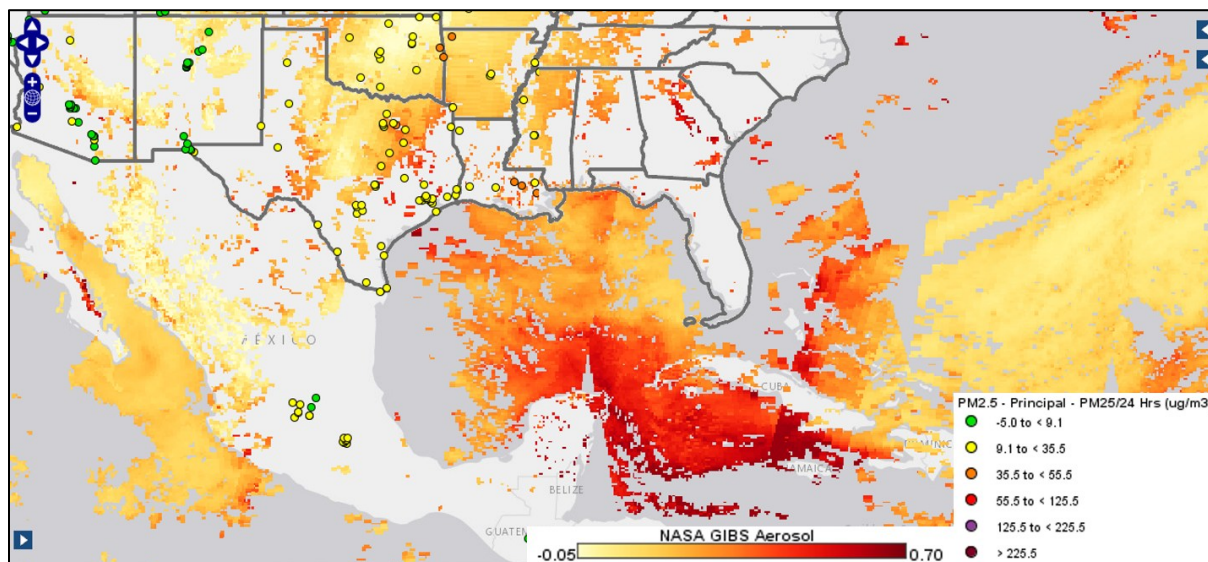 MÉXICO
CUBA
JAMAICA
BELIZE
PM2.5 - Principal - PM25/24 Hrs (ug/m3
-5.0 to < 9.1
9.1 to < 35.5
35.5 to < 55.5
55.5 to < 125.5
125.5 to < 225.5
> 225.5
GUATEM
NASA GIBS Aerosol
-0.05
0.70